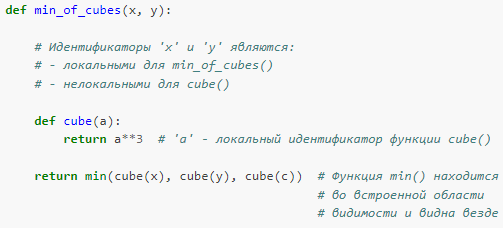 def min_of_cubes(x, y):
# Идентификаторы 'x' и 'y' являются:
# - локальными для min_of_cubes()
# - нелокальными для cube()
def cube(a):
return a**3  # 'a' - локальный идентификатор функции cube()
return min(cube(x), cube(y), cube(c))  # Функция min() находится
# во встроенной области
# видимости и видна везде